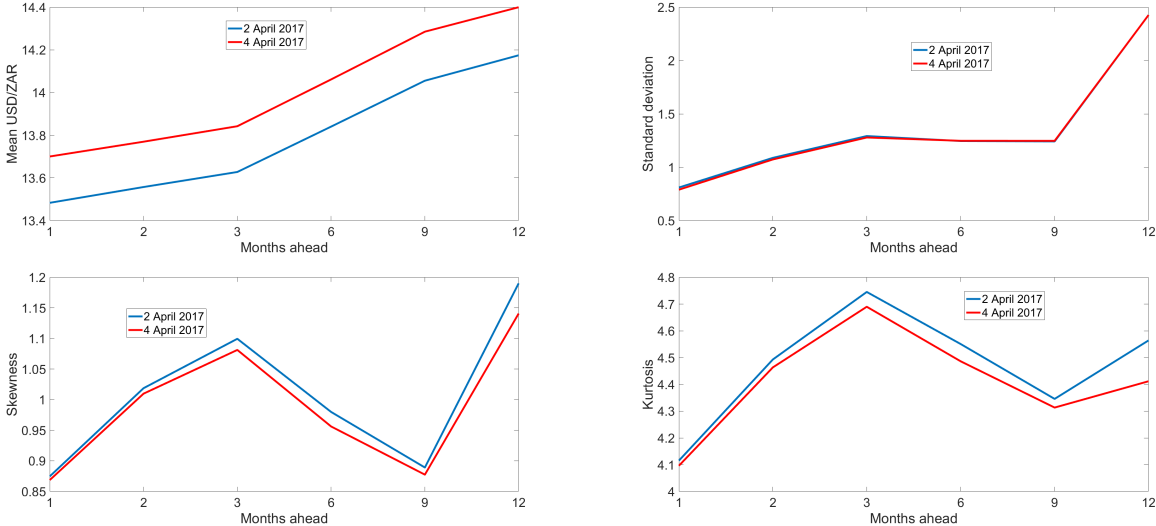 14.4
14.2
14
13.8
13.6
13.4
Mean USD/ZAR
2 April 2017
4 April 2017
1 2 3 6 9 12
Months ahead
2.5
2
1.5
1
0.5
Standard deviation
2 April 2017
4 April 2017
1 2 3 6 9 12
Months ahead
1.2
1.15
1.1
1.05
1
0.95
0.9
0.85
Skewness
2 April 2017
4 April 2017
1 2 3 6 9 12
Months ahead
4.8
4.7
4.6
4.5
4.4
4.3
4.2
4.1
4
Kurtosis
2 April 2017
4 April 2017
1 2 3 6 9 12
Months ahead